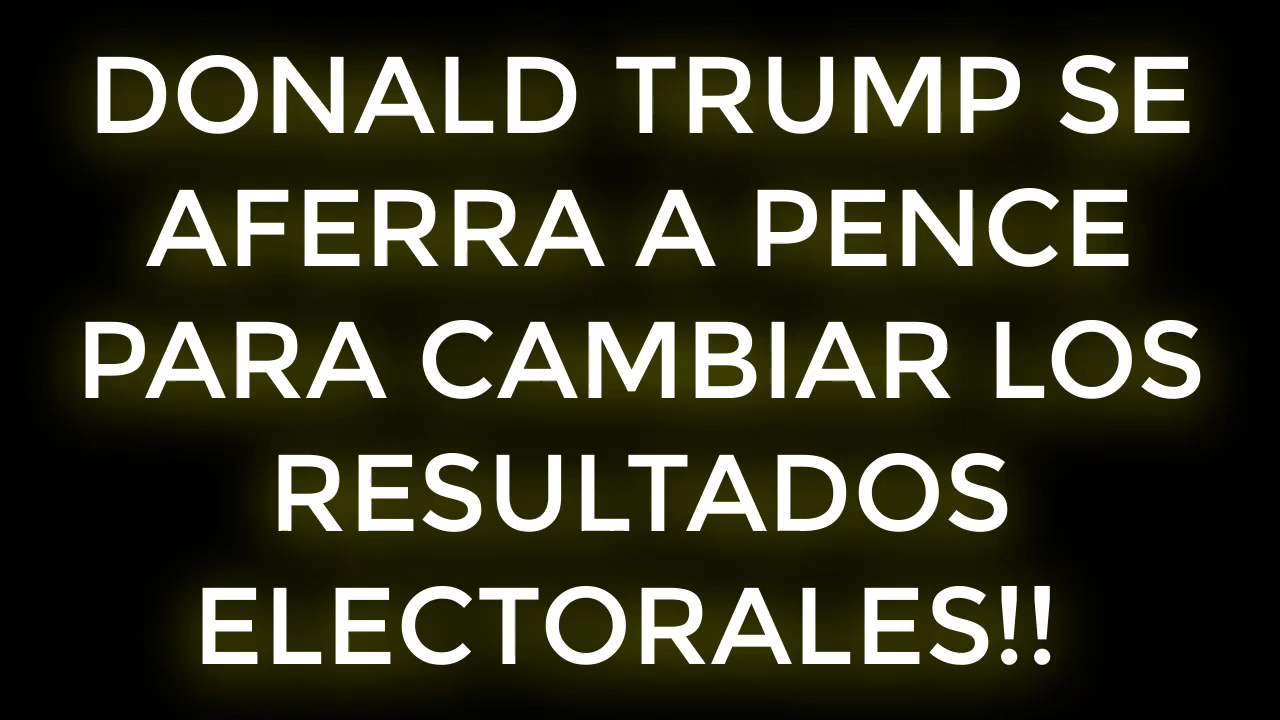 DONALD TRUMP SE
AFERRA A PENCE
PARA CAMBIAR LOS
RESULTADOS
ELECTORALES!!